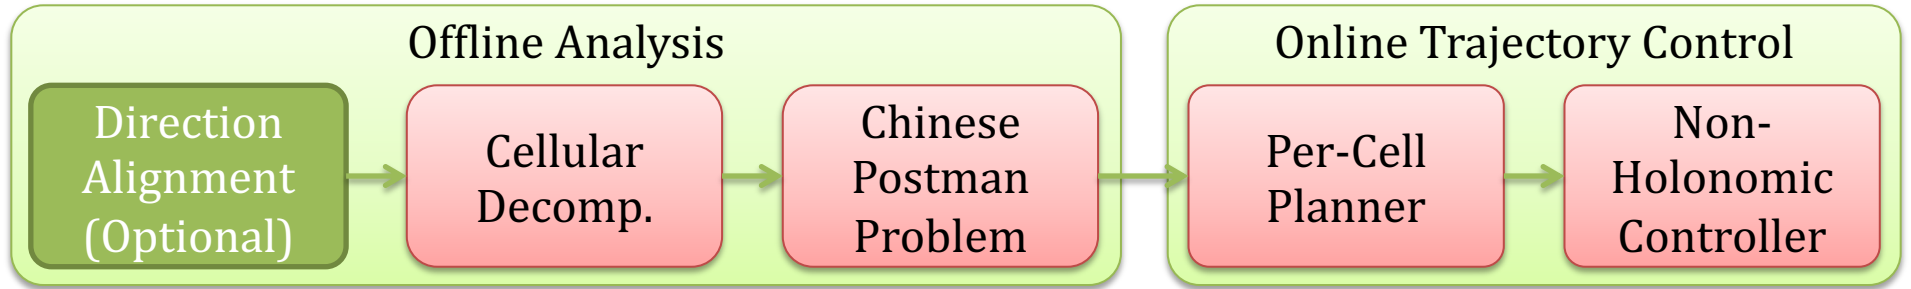 Offline Analysis
Direction
Alignment
(Optional)
Cellular
Decomp.
Chinese
Postman
Problem
Online Trajectory Control
Per-Cell
Planner
Non-
Holonomic
Controller